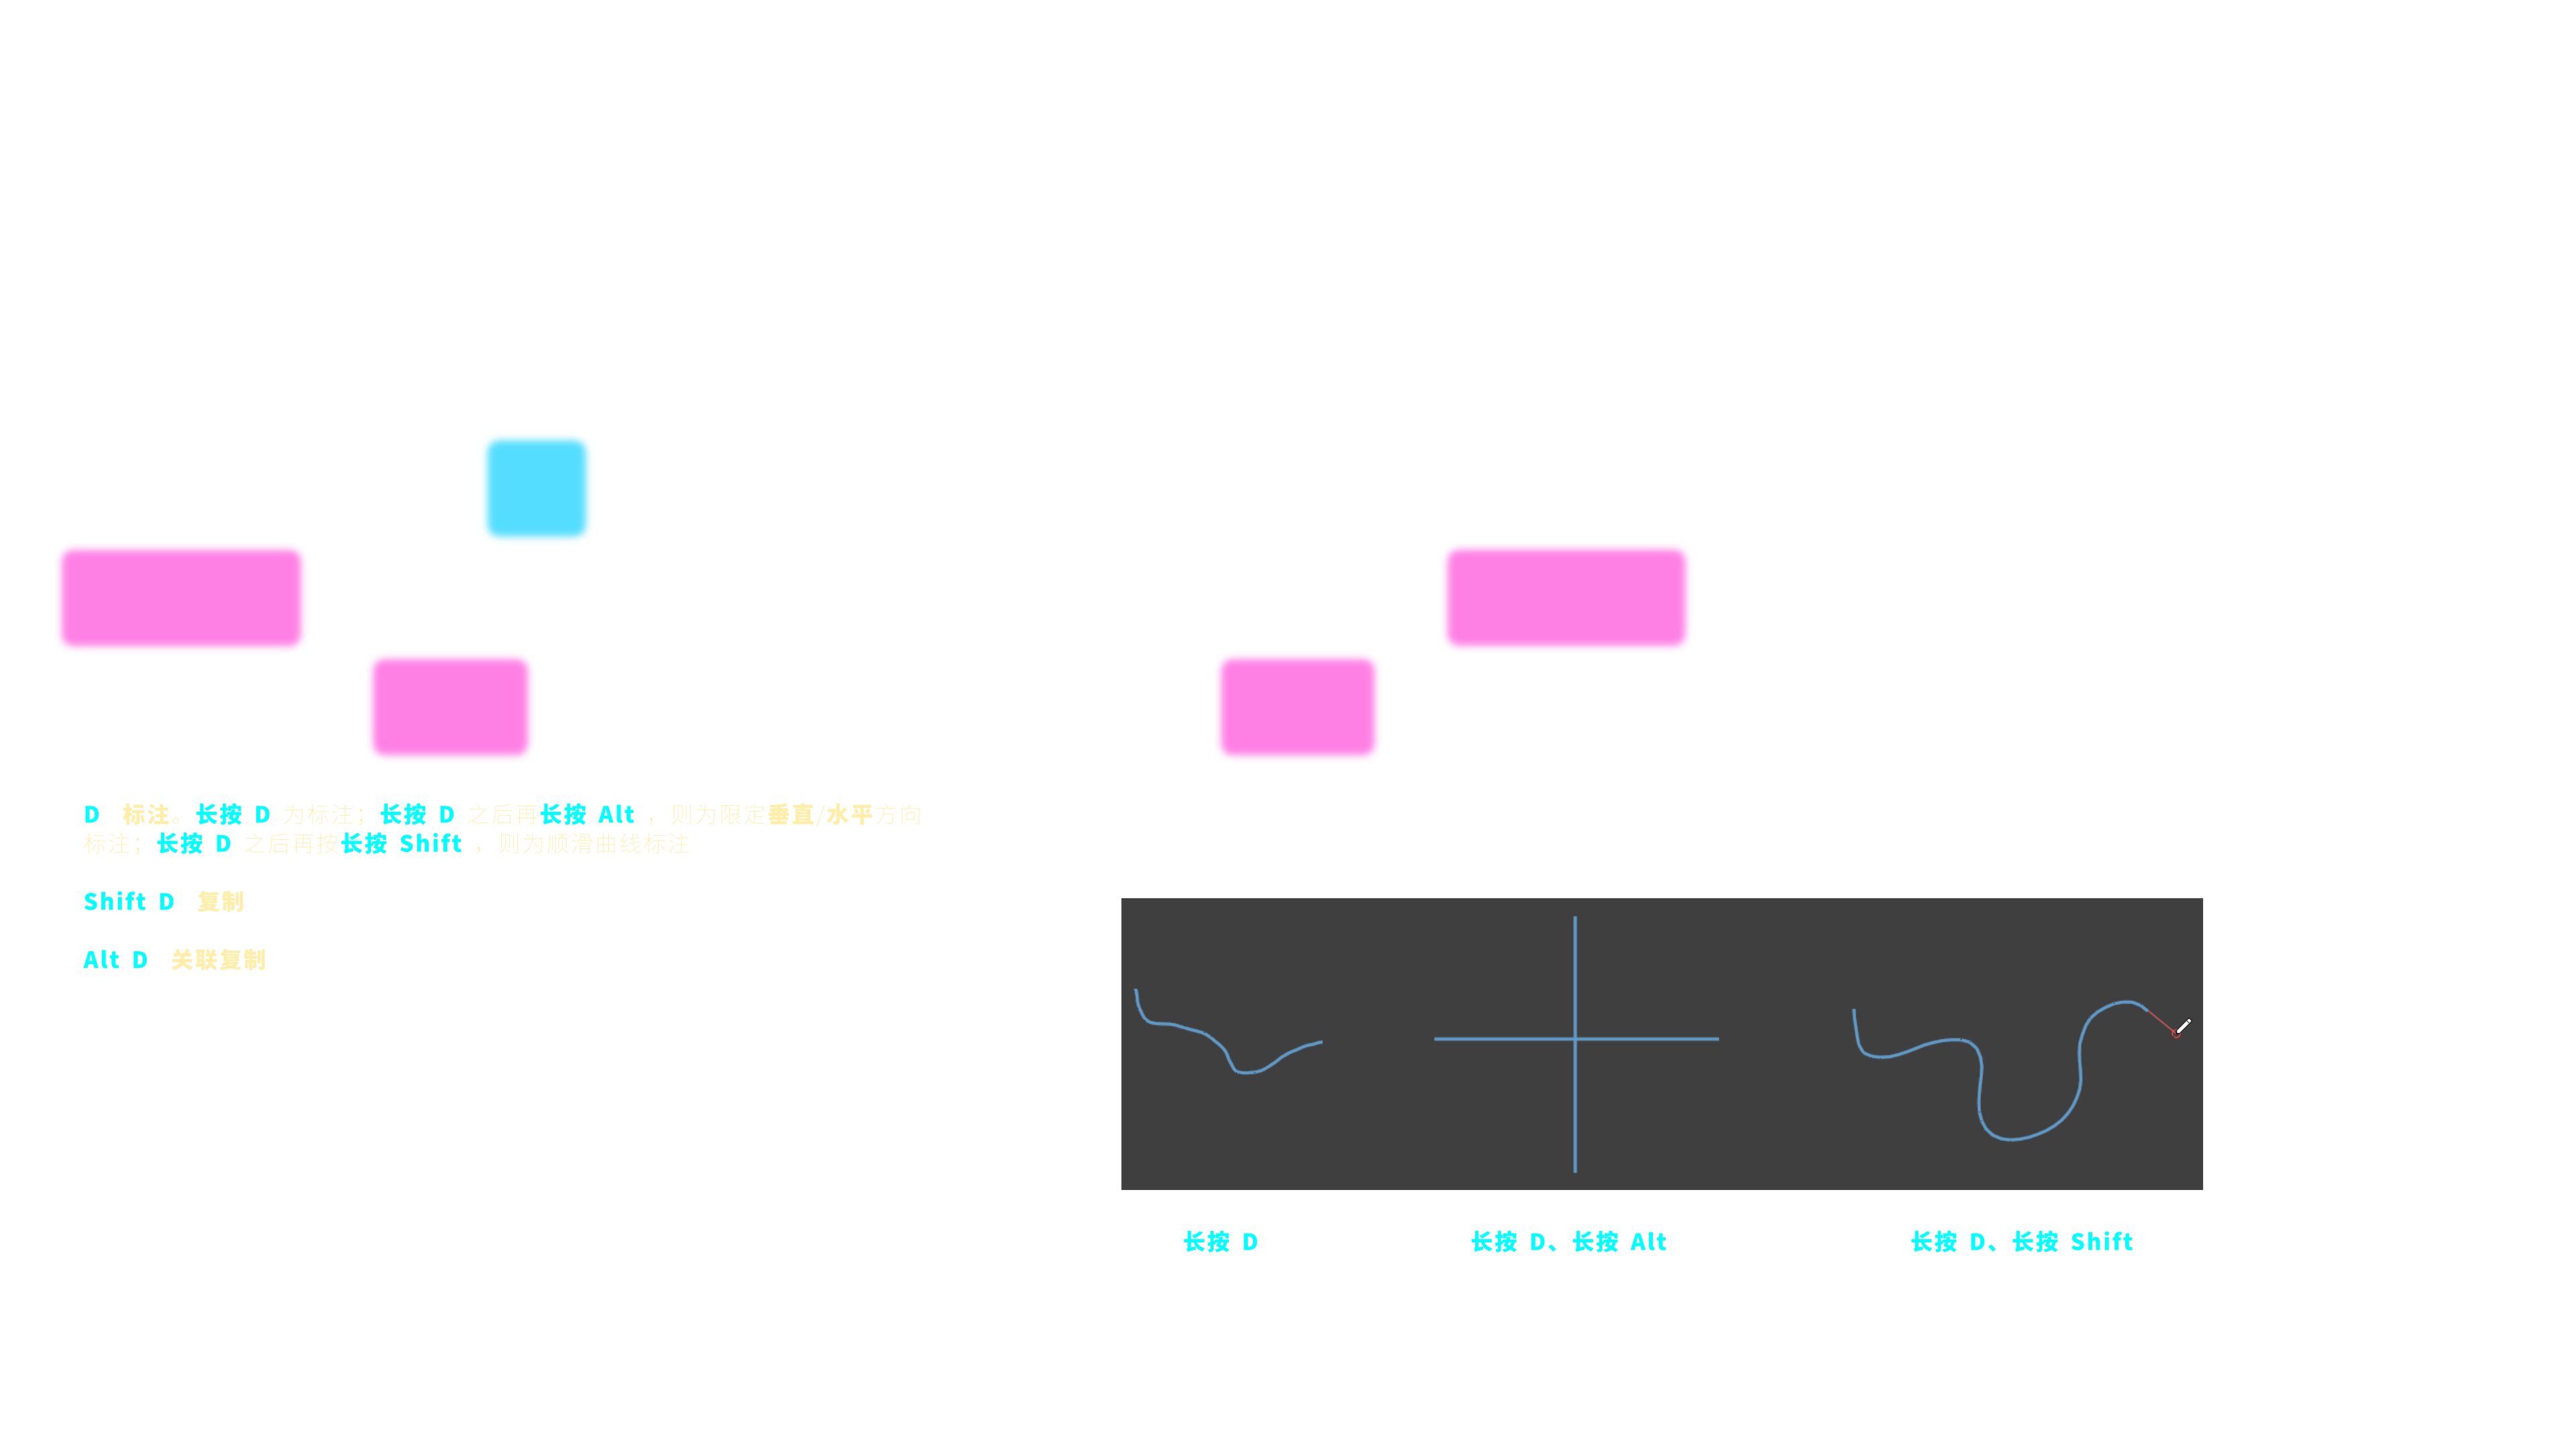 D 标注。长按 D 为标注；长按 D 之后再长按 Alt ，则为限定垂直/水平方向
标注；长按 D 之后再按长按 Shift ，则为顺滑曲线标注
Shift D 复制
Alt D 关联复制
长按 D
长按 D、长按 Alt
长按 D、长按 Shift